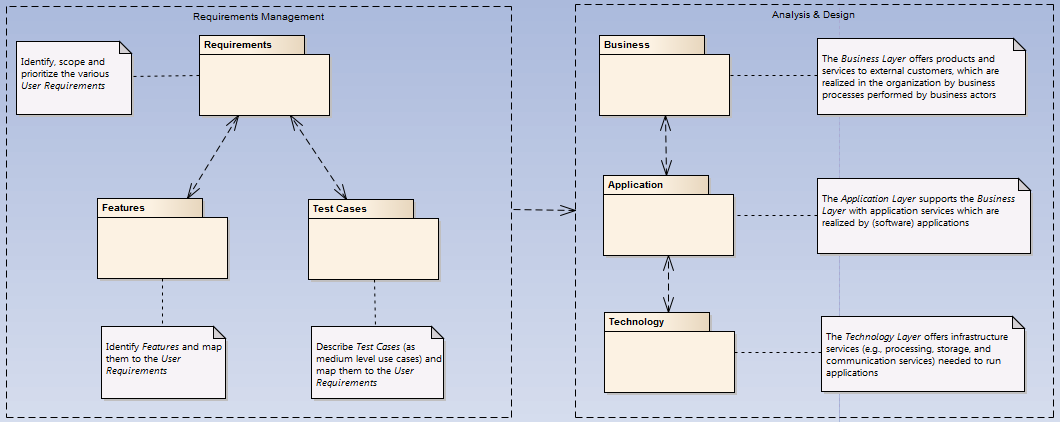 Requirements Management
Requirements
Identify, scope and
prioritize the various
User Requirements
Features
Test Cases
Identify Features and map
them to the User
Requirements
Describe Test Cases (as
medium level use cases) and
map them to the User
Requirements
Analysis & Design
Business
The Business Layer offers products and
services to external customers, which are
realized in the organization by business
processes performed by business actors
Application
The Application Layer supports the Business
Layer with application services which are
realized by (software) applications
Technology
The Technology Layer offers infrastructure
services (e.g., processing, storage, and
communication services) needed to run
applications